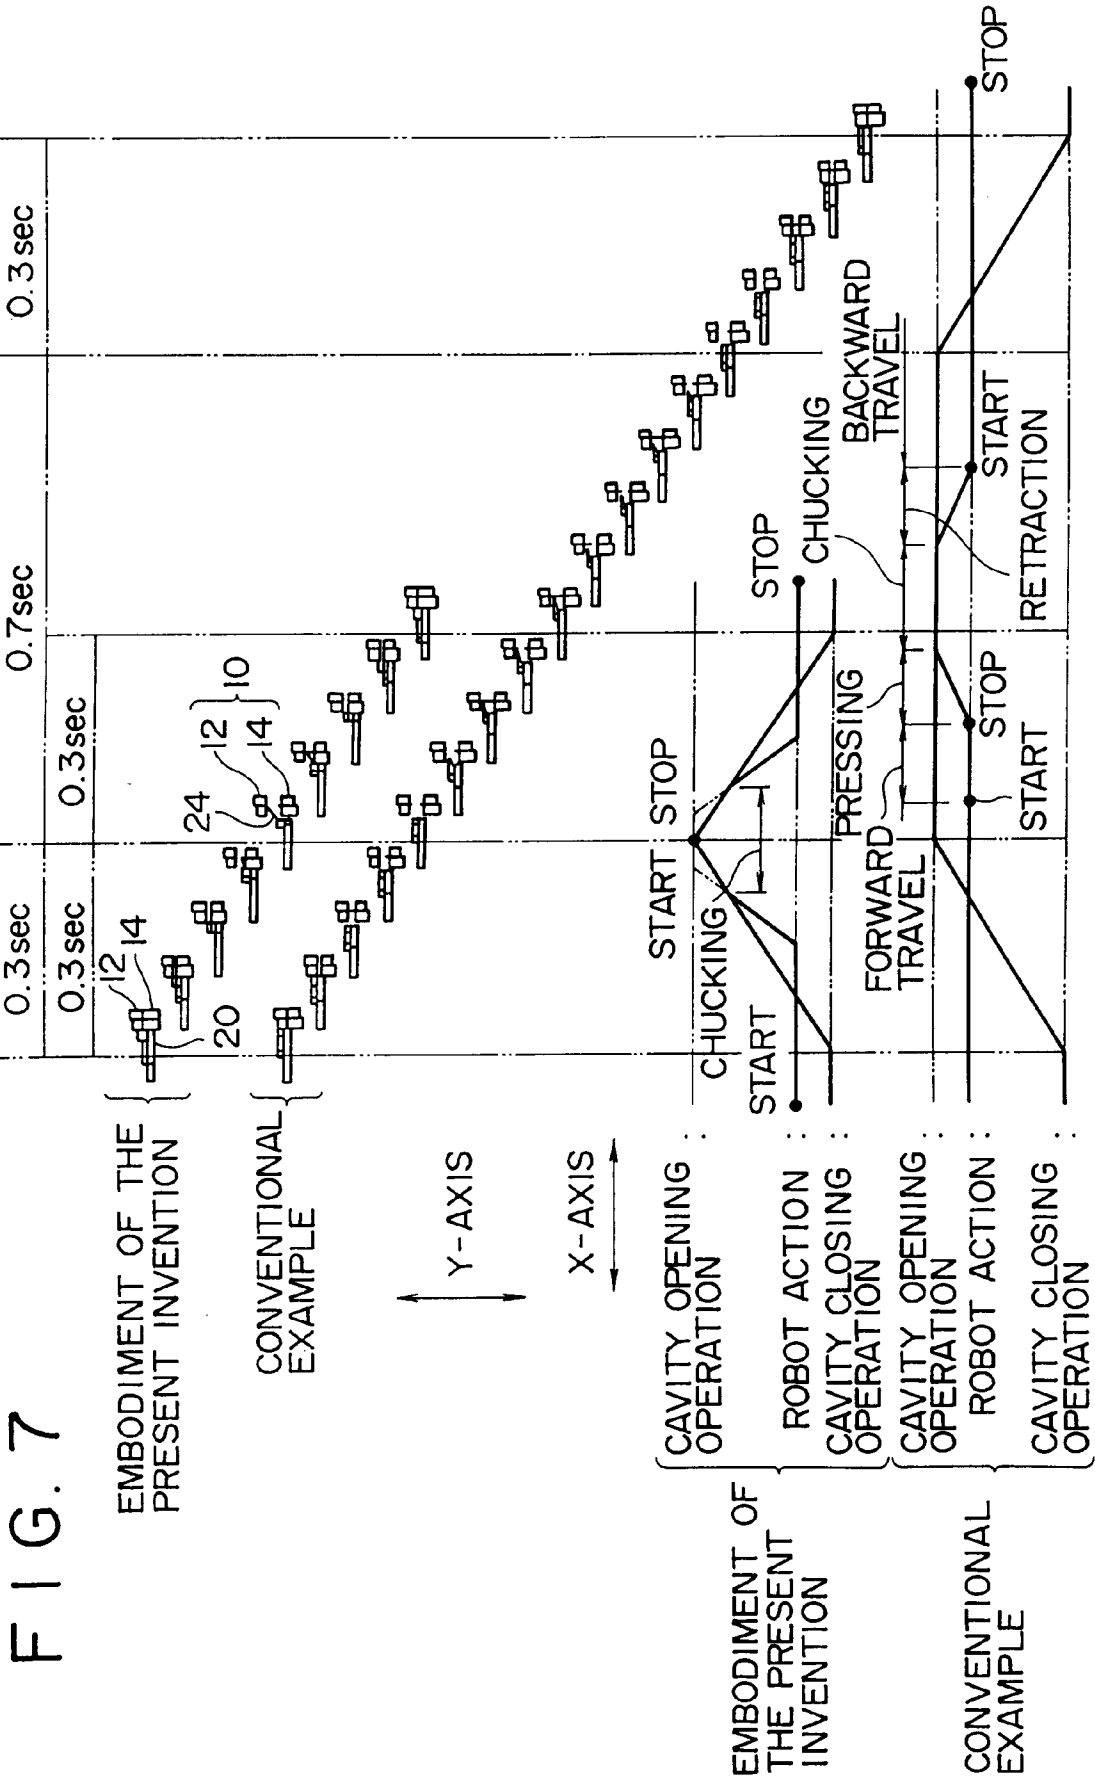 FIG. 7
0.3sec
0.7sec
0.3sec
0.3sec
0.3sec
EMBODIMENT OF THE
PRESENT INVENTION
12
14
20
24
12
14
10
CONVENTIONAL
EXAMPLE
Y-AXIS
X-AXIS
EMBODIMENT OF
THE PRESENT
INVENTION
CAVITY OPENING :
OPERATION
ROBOT ACTION :
CAVITY CLOSING :
OPERATION
START
STOP
CHUCKING
START
STOP
CONVENTIONAL
EXAMPLE
CAVITY OPENING :
OPERATION
ROBOT ACTION :
CAVITY CLOSING :
OPERATION
FORWARD
TRAVEL
PRESSING
CHUCKING
BACKWARD
TRAVEL
START
STOP
RETRACTION
START
STOP